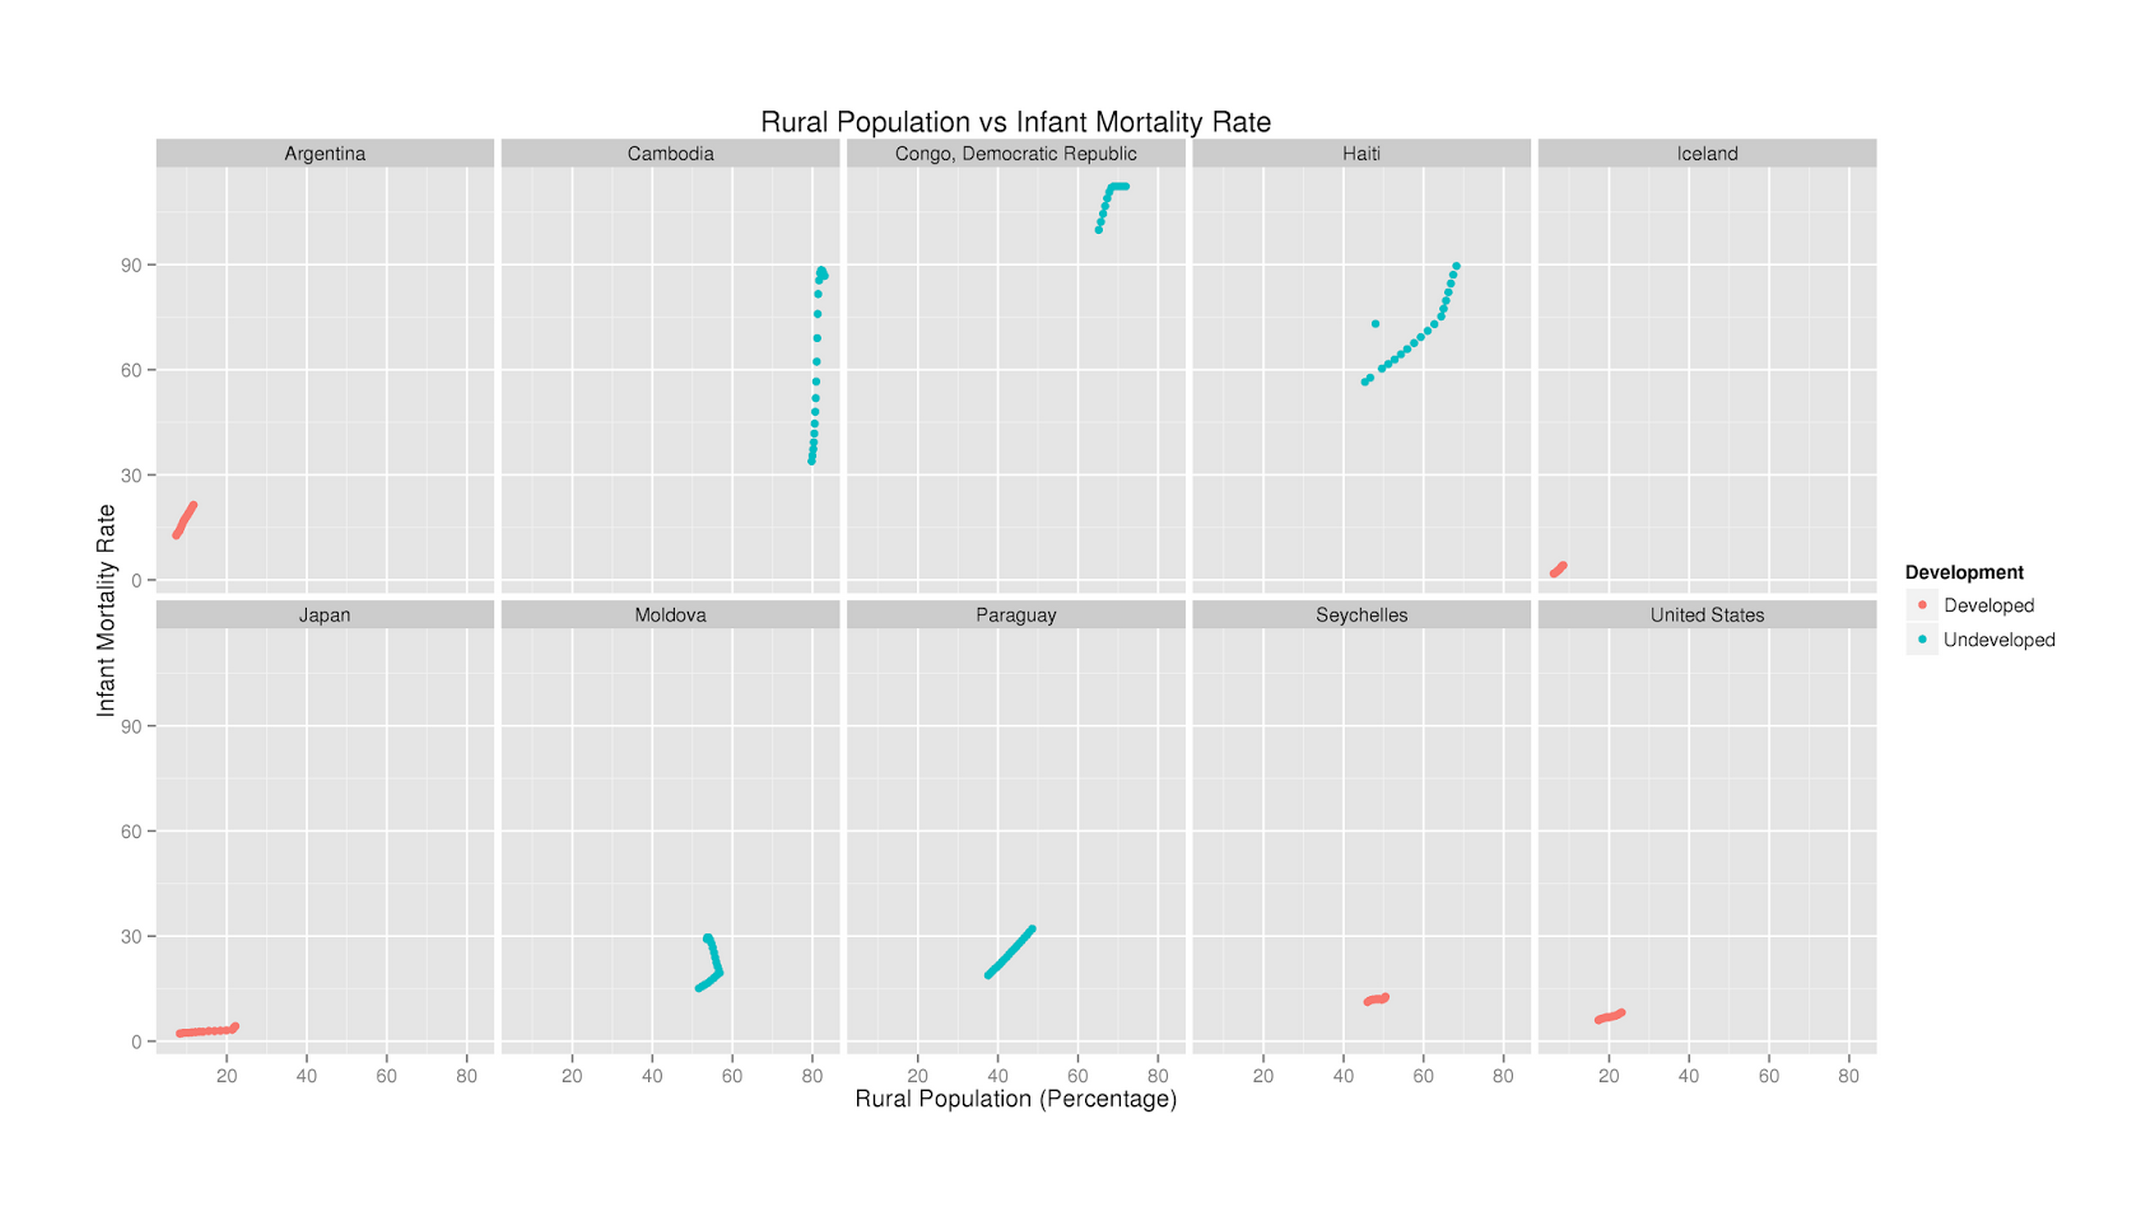 Rural Population vs Infant Mortality Rate
Argentina Cambodia Congo, Democratic Republic Haiti Iceland
90
60
30
0
Japan Moldova Paraguay Seychelles United States
90
60
30
0
20 40 60 80 20 40 60 80 20 40 60 80 20 40 60 80 20 40 60 80
Rural Population (Percentage)
Infant Mortality Rate
Development
Developed
Undeveloped